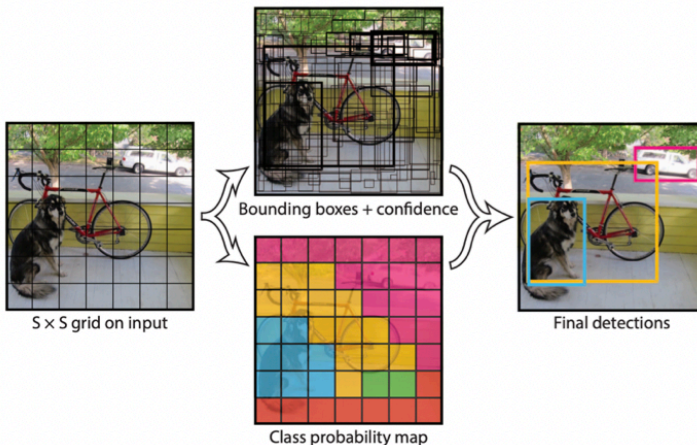 Bounding boxes + confidence
S × S grid on input
Final detections
Class probability map